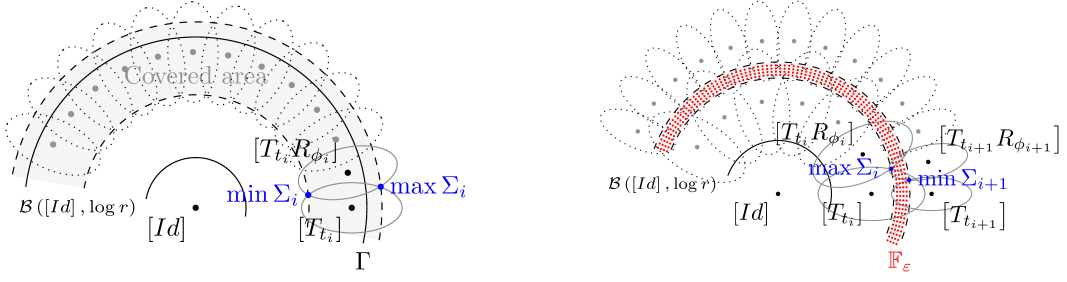 Covered area
[T_{t_i} R_{ϕ_i}]
min Σ_i
max Σ_i
B([Id], log r)
[Id]
[T_{t_i}]
Γ
[T_{t_i} R_{ϕ_i}]
[T_{t_{i+1}} R_{ϕ_{i+1}}]
max Σ_i
min Σ_{i+1}
B([Id], log r)
[Id]
[T_{t_i}]
[T_{t_{i+1}}]
𝔽_ε